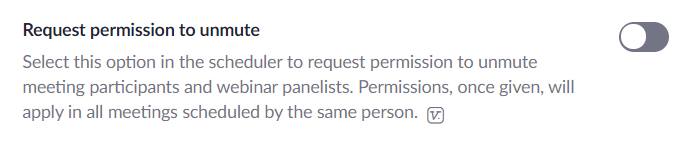 Request permission to unmute
Select this option in the scheduler to request permission to unmute
meeting participants and webinar panelists. Permissions, once given, will
apply in all meetings scheduled by the same person. V